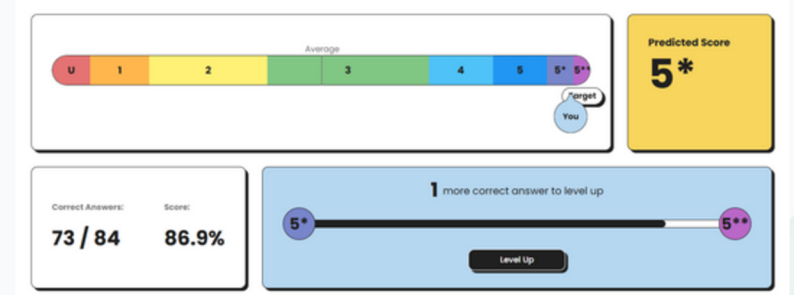 Average
U 1 2 3 4 5 5* 5**
Target
You
Predicted Score
5*
Correct Answers: Score:
73 / 84 86.9%
1 more correct answer to level up
5* 5**
Level Up